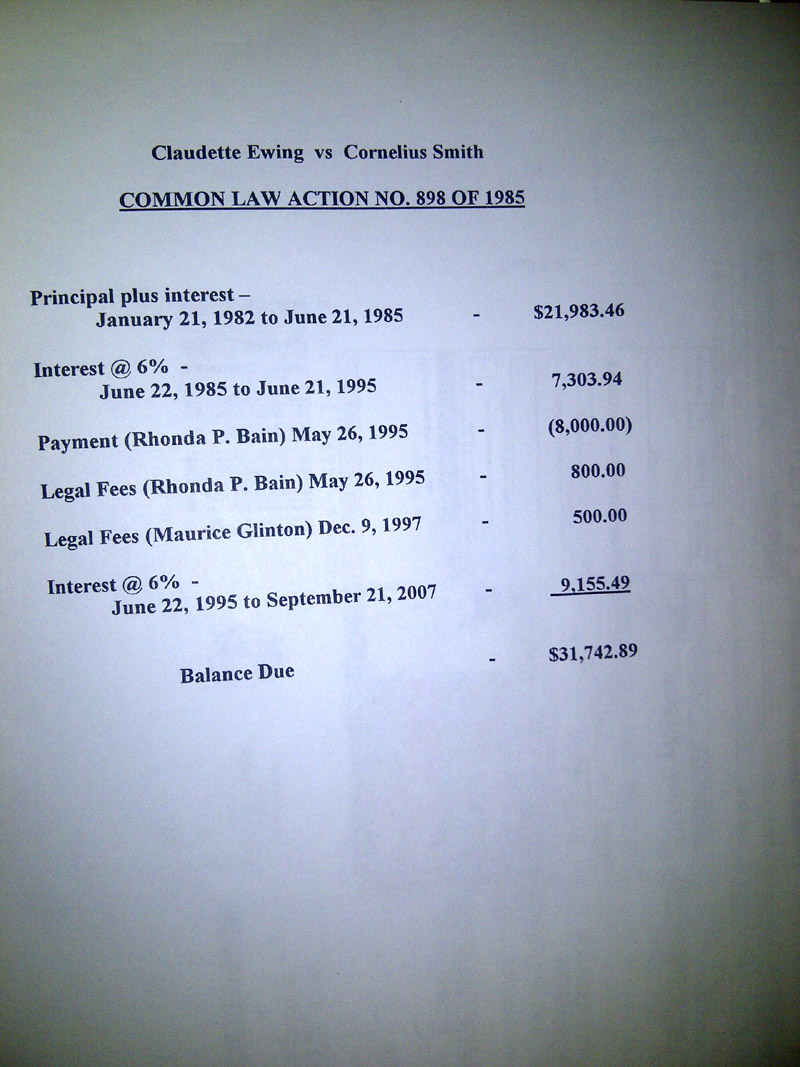 Claudette Ewing vs Cornelius Smith
COMMON LAW ACTION NO. 898 OF 1985
Principal plus interest –
January 21, 1982 to June 21, 1985 - $21,983.46
Interest @ 6% -
June 22, 1985 to June 21, 1995 - 7,303.94
Payment (Rhonda P. Bain) May 26, 1995 - (8,000.00)
Legal Fees (Rhonda P. Bain) May 26, 1995 - 800.00
Legal Fees (Maurice Glinton) Dec. 9, 1997 - 500.00
Interest @ 6% -
June 22, 1995 to September 21, 2007 - 9,155.49
Balance Due - $31,742.89